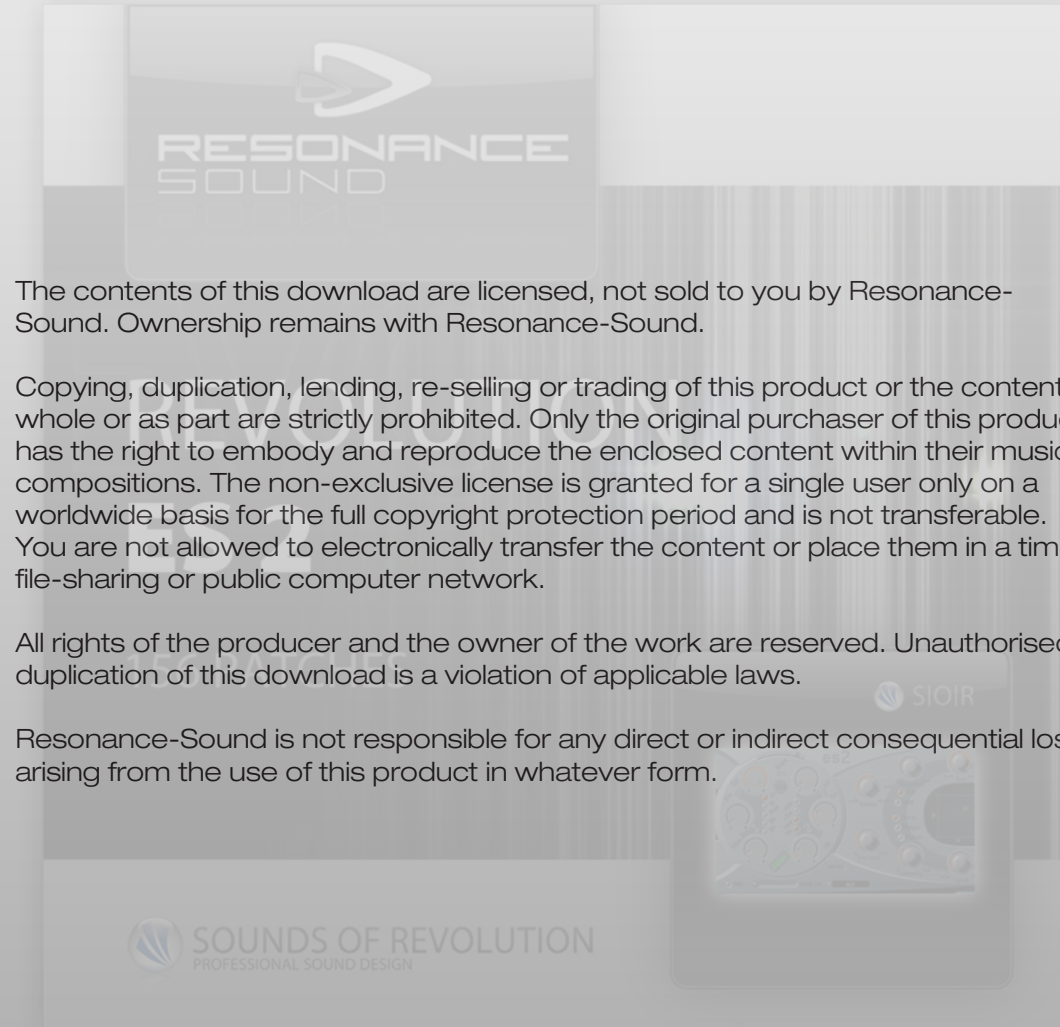 RESONANCE
SOUND
The contents of this download are licensed, not sold to you by Resonance-
Sound. Ownership remains with Resonance-Sound.
Copying, duplication, lending, re-selling or trading of this product or the content
whole or as part are strictly prohibited. Only the original purchaser of this produc
has the right to embody and reproduce the enclosed content within their music
compositions. The non-exclusive license is granted for a single user only on a
worldwide basis for the full copyright protection period and is not transferable.
You are not allowed to electronically transfer the content or place them in a tim
file-sharing or public computer network.
All rights of the producer and the owner of the work are reserved. Unauthorised
duplication of this download is a violation of applicable laws.
Resonance-Sound is not responsible for any direct or indirect consequential los
arising from the use of this product in whatever form.
REVOLUTION
ES2
150 PATCHES
SIOIR
es2
SOUNDS OF REVOLUTION
PROFESSIONAL SOUND DESIGN